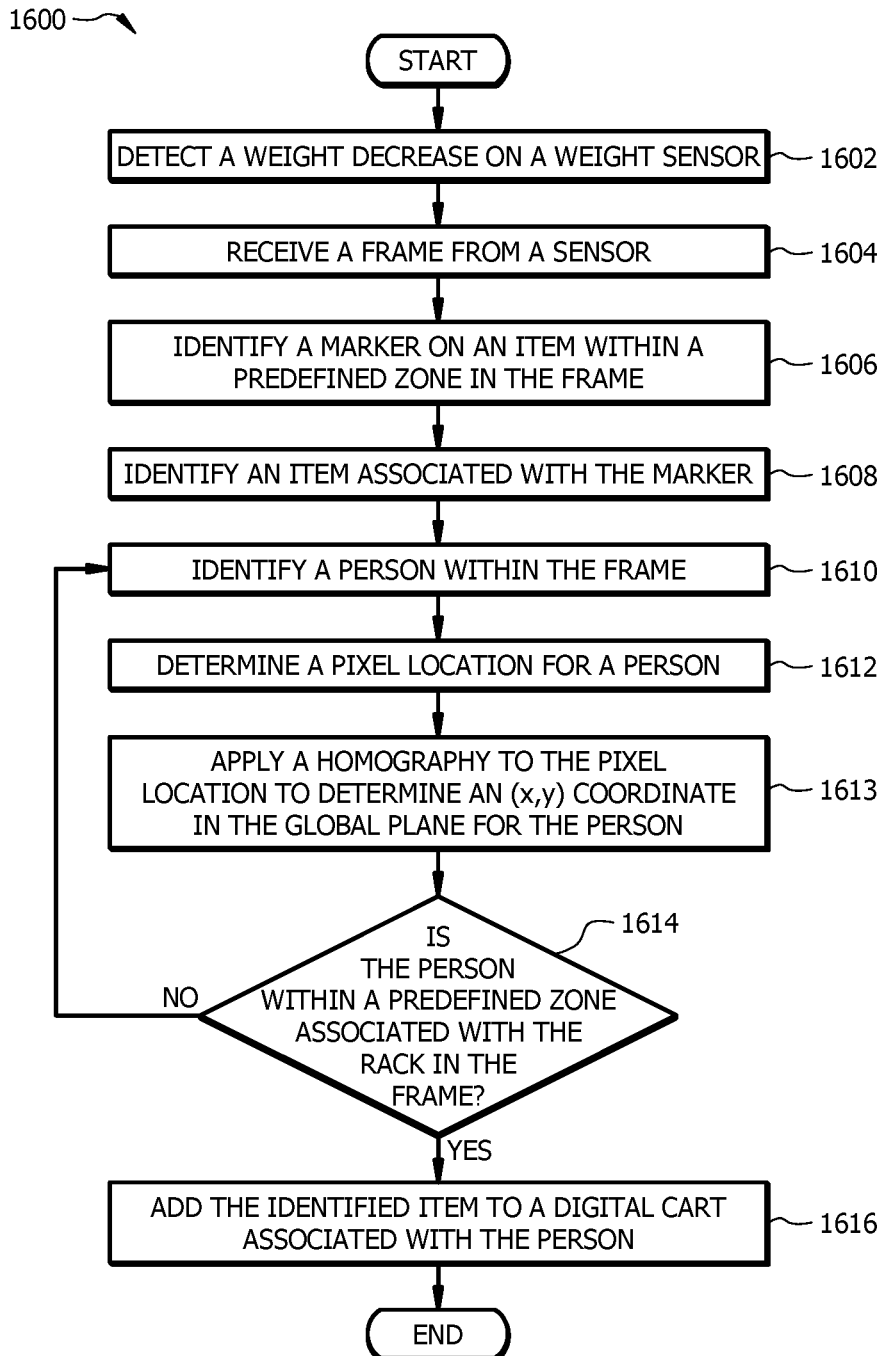 1600
START
DETECT A WEIGHT DECREASE ON A WEIGHT SENSOR
1602
RECEIVE A FRAME FROM A SENSOR
1604
IDENTIFY A MARKER ON AN ITEM WITHIN A
PREDEFINED ZONE IN THE FRAME
1606
IDENTIFY AN ITEM ASSOCIATED WITH THE MARKER
1608
IDENTIFY A PERSON WITHIN THE FRAME
1610
DETERMINE A PIXEL LOCATION FOR A PERSON
1612
APPLY A HOMOGRAPHY TO THE PIXEL
LOCATION TO DETERMINE AN (x,y) COORDINATE
IN THE GLOBAL PLANE FOR THE PERSON
1613
IS
THE PERSON
WITHIN A PREDEFINED ZONE
ASSOCIATED WITH THE
RACK IN THE
FRAME?
1614
NO
YES
ADD THE IDENTIFIED ITEM TO A DIGITAL CART
ASSOCIATED WITH THE PERSON
1616
END